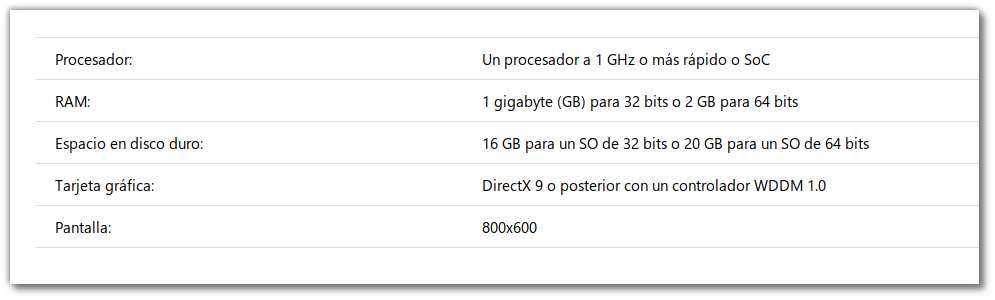 Procesador: Un procesador a 1 GHz o más rápido o SoC
RAM: 1 gigabyte (GB) para 32 bits o 2 GB para 64 bits
Espacio en disco duro: 16 GB para un SO de 32 bits o 20 GB para un SO de 64 bits
Tarjeta gráfica: DirectX 9 o posterior con un controlador WDDM 1.0
Pantalla: 800x600